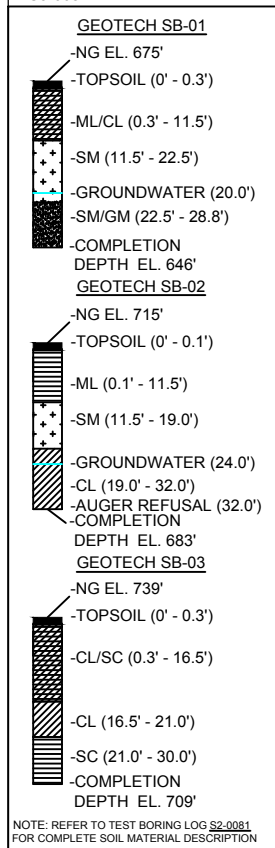 GEOTECH SB-01
-NG EL. 675'
-TOPSOIL (0' - 0.3')
-ML/CL (0.3' - 11.5')
-SM (11.5' - 22.5')
-GROUNDWATER (20.0')
-SM/GM (22.5' - 28.8')
-COMPLETION
DEPTH EL. 646'
GEOTECH SB-02
-NG EL. 715'
-TOPSOIL (0' - 0.1')
-ML (0.1' - 11.5')
-SM (11.5' - 19.0')
-GROUNDWATER (24.0')
-CL (19.0' - 32.0')
-AUGER REFUSAL (32.0')
-COMPLETION
DEPTH EL. 683'
GEOTECH SB-03
-NG EL. 739'
-TOPSOIL (0' - 0.3')
-CL/SC (0.3' - 16.5')
-CL (16.5' - 21.0')
-SC (21.0' - 30.0')
-COMPLETION
DEPTH EL. 709'
NOTE: REFER TO TEST BORING LOG S2-0081
FOR COMPLETE SOIL MATERIAL DESCRIPTION